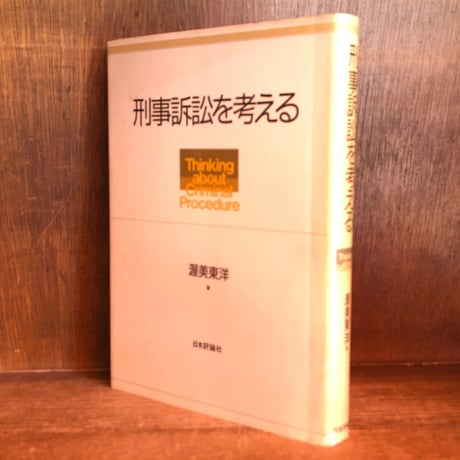 刑事訴訟を考える
Thinking
about
Criminal
Procedure
渥美東洋
著
日本評論社
刑事訴訟を考える
渥美東洋